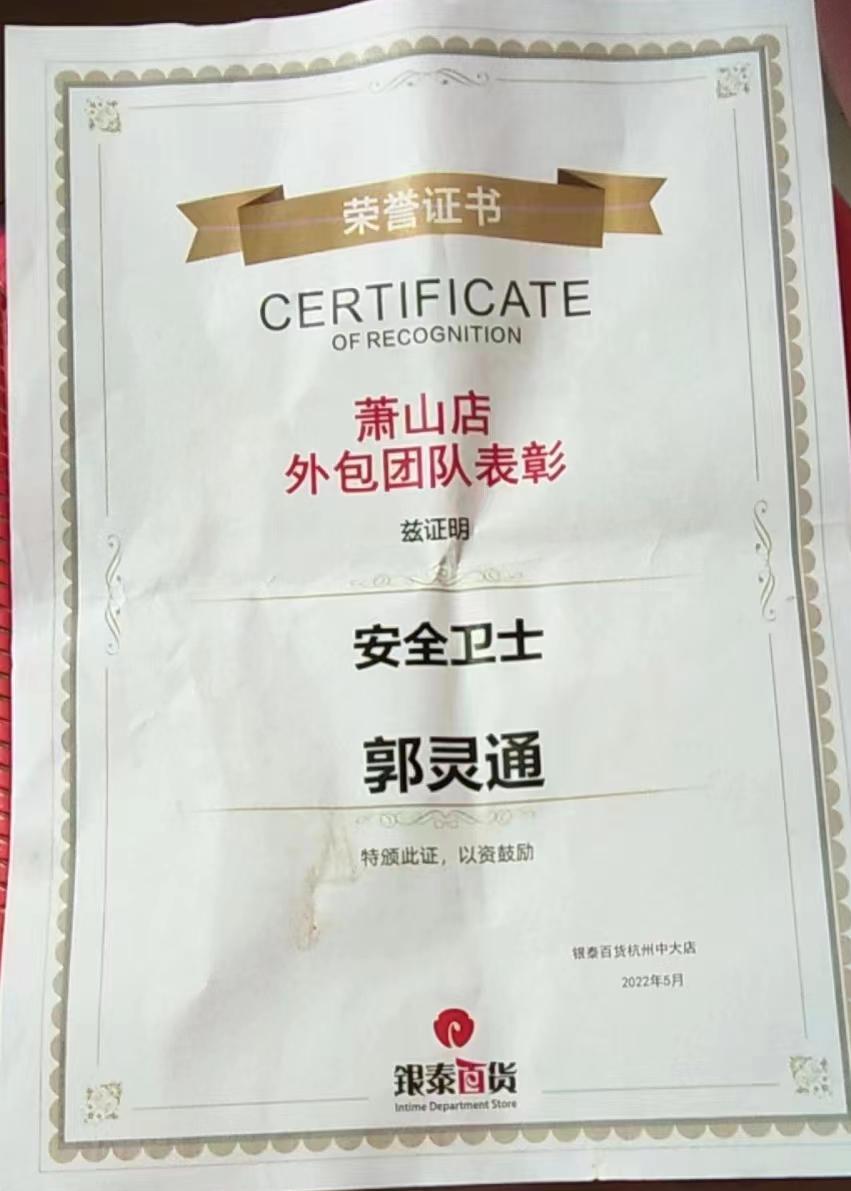 荣誉证书
CERTIFICATE
OF RECOGNITION
萧山店
外包团队表彰
兹证明
安全卫士
郭灵通
特颁此证，以资鼓励
银泰百货杭州中大店
2022年5月
银泰百货
Intime Department Store